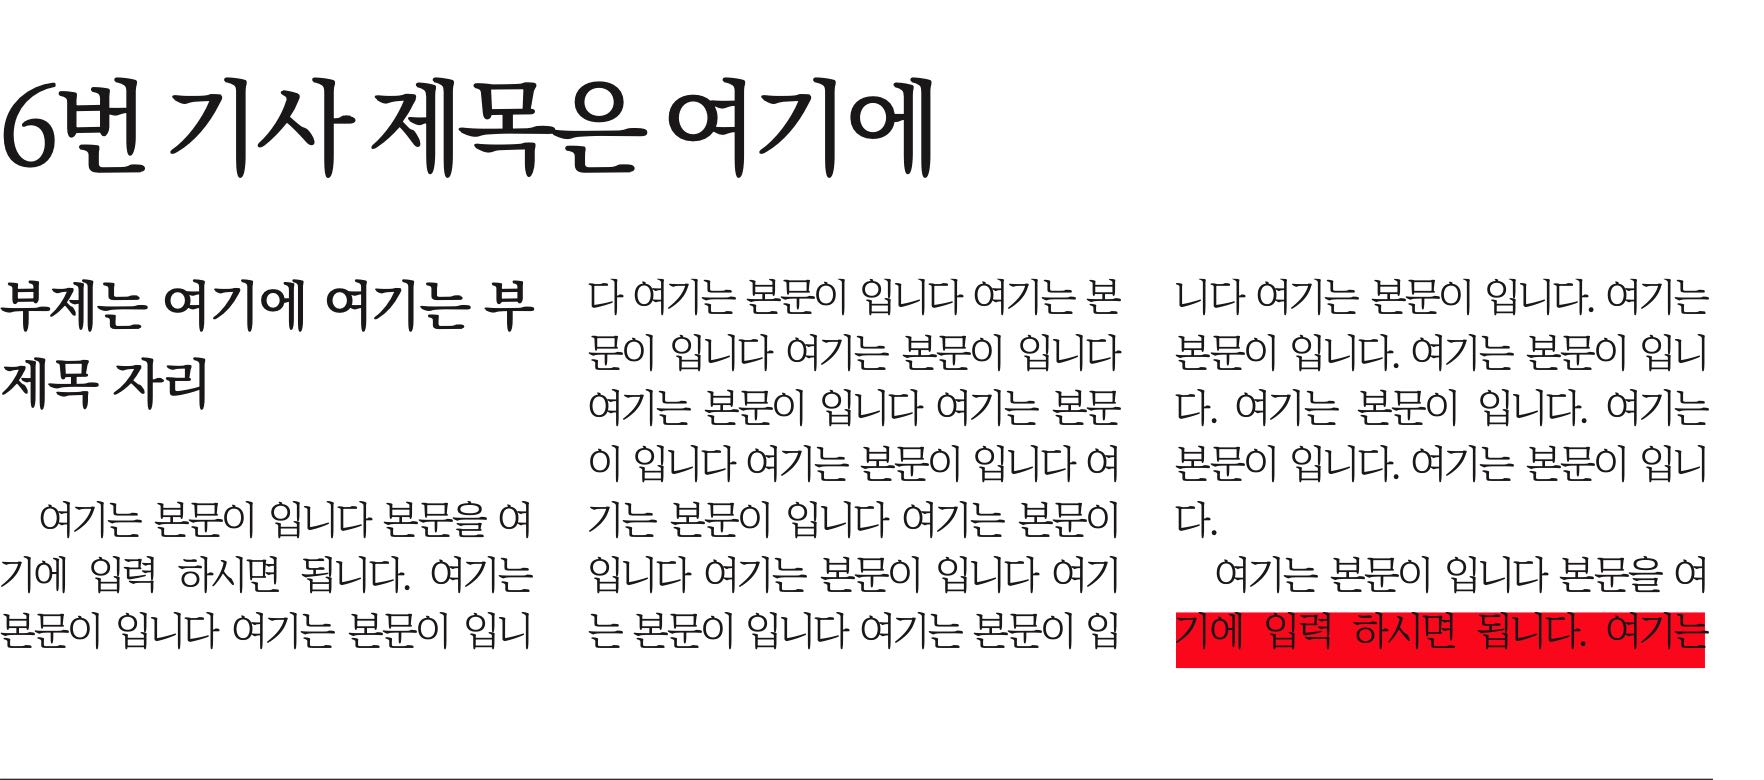 6번 기사 제목은 여기에
부제는 여기에 여기는 부
제목 자리
여기는 본문이 입니다 본문을 여
기에 입력 하시면 됩니다. 여기는
본문이 입니다 여기는 본문이 입니
다 여기는 본문이 입니다 여기는 본
문이 입니다 여기는 본문이 입니다
여기는 본문이 입니다 여기는 본문
이 입니다 여기는 본문이 입니다 여
기는 본문이 입니다 여기는 본문이
입니다 여기는 본문이 입니다 여기
는 본문이 입니다 여기는 본문이 입
니다 여기는 본문이 입니다. 여기는
본문이 입니다. 여기는 본문이 입니
다. 여기는 본문이 입니다. 여기는
본문이 입니다. 여기는 본문이 입니
다.
여기는 본문이 입니다 본문을 여
기에 입력 하시면 됩니다. 여기는